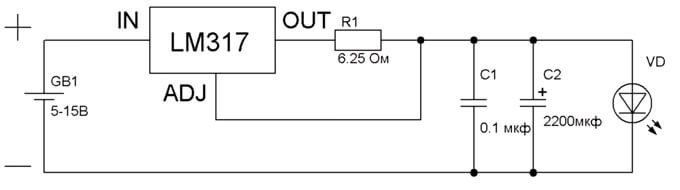 +
IN
LM317
OUT
R1
6.25 Ом
ADJ
GB1
5-15В
C1
0.1 мкф
C2
+
2200мкф
VD
—